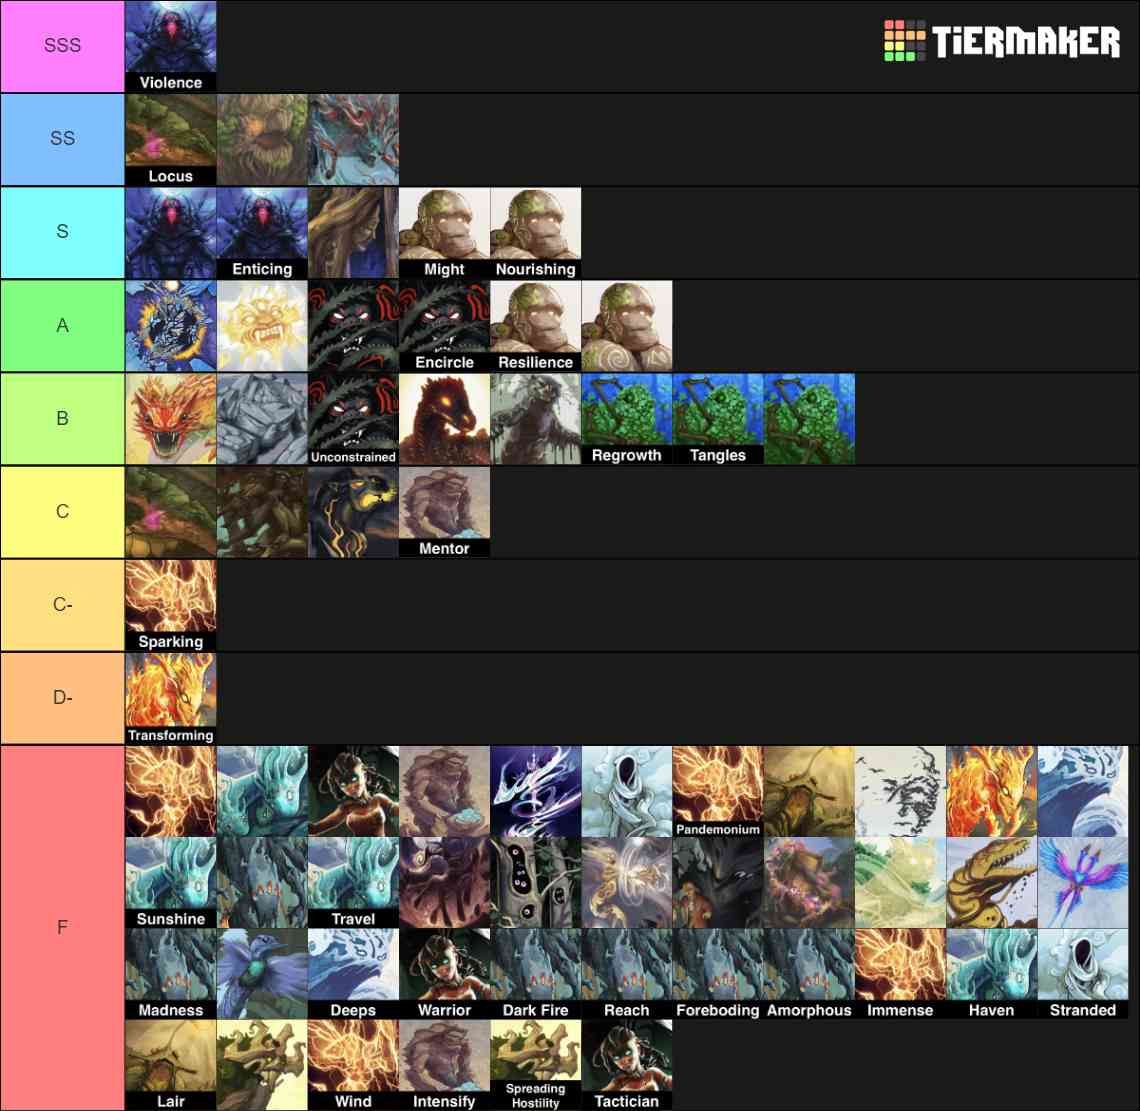 SSS
TiERMAKER
Violence
SS
Locus
S
Enticing
Might
Nourishing
A
Encircle
Resilience
B
Unconstrained
Regrowth
Tangles
C
Mentor
C-
Sparking
D-
Transforming
F
Pandemonium
Sunshine
Travel
Madness
Deeps
Warrior
Dark Fire
Reach
Foreboding
Amorphous
Immense
Haven
Stranded
Lair
Wind
Intensify
Spreading
Hostility
Tactician